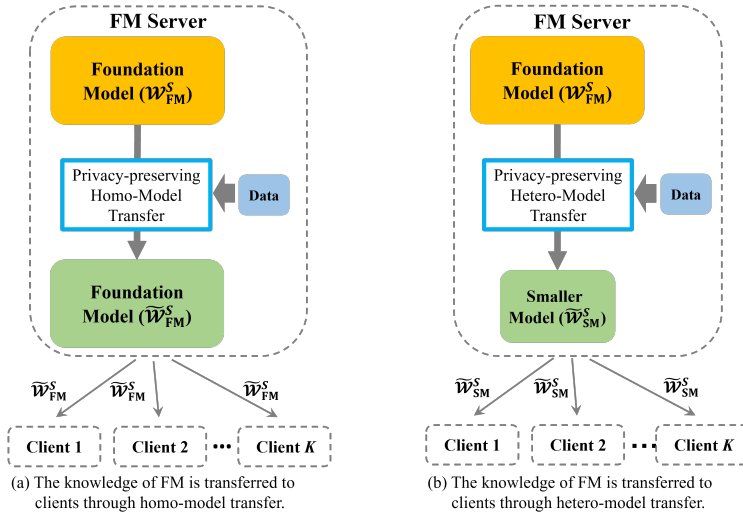 FM Server
Foundation
Model (𝒲ˢ_FM)
Privacy-preserving
Homo-Model
Transfer
Data
Foundation
Model (𝒲̃ˢ_FM)
𝒲̃ˢ_FM 𝒲̃ˢ_FM 𝒲̃ˢ_FM
Client 1 Client 2 ··· Client K
(a) The knowledge of FM is transferred to
clients through homo-model transfer.
FM Server
Foundation
Model (𝒲ˢ_FM)
Privacy-preserving
Hetero-Model
Transfer
Data
Smaller
Model (𝒲̃ˢ_SM)
𝒲̃ˢ_SM 𝒲̃ˢ_SM 𝒲̃ˢ_SM
Client 1 Client 2 ··· Client K
(b) The knowledge of FM is transferred to
clients through hetero-model transfer.